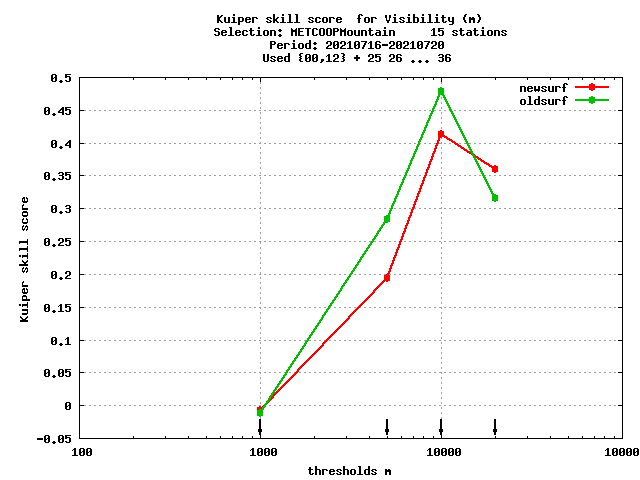 Kuiper skill score  for Visibility (m)
Selection: METCOOPMountain     15 stations
Period: 20210716-20210720
Used {00,12} + 25 26 ... 36
newsurf
oldsurf
0.5
0.45
0.4
0.35
0.3
0.25
0.2
0.15
0.1
0.05
0
-0.05
Kuiper skill score
100
1000
10000
10000
thresholds m